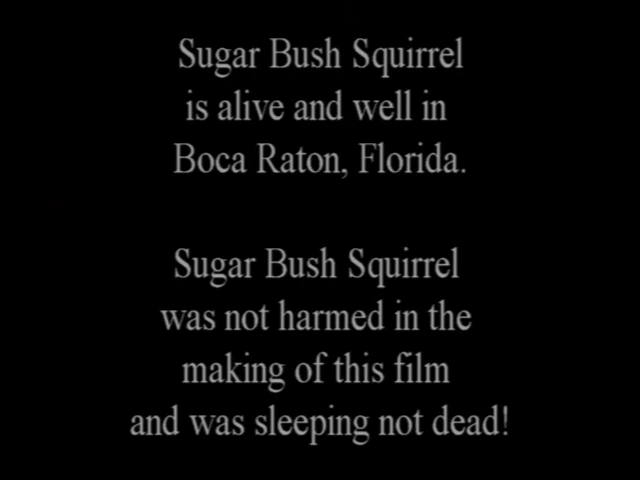 Sugar Bush Squirrel
is alive and well in
Boca Raton, Florida.
Sugar Bush Squirrel
was not harmed in the
making of this film
and was sleeping not dead!